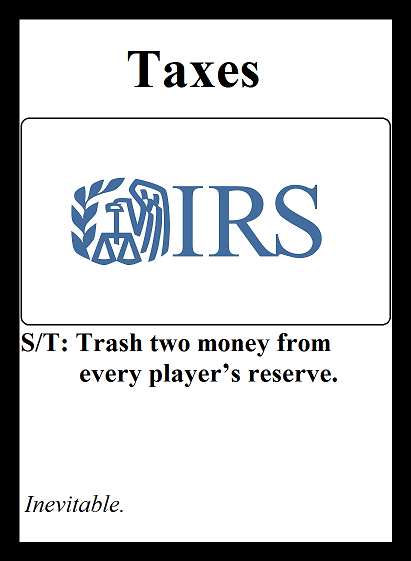 Taxes
IRS
S/T: Trash two money from
every player’s reserve.
Inevitable.